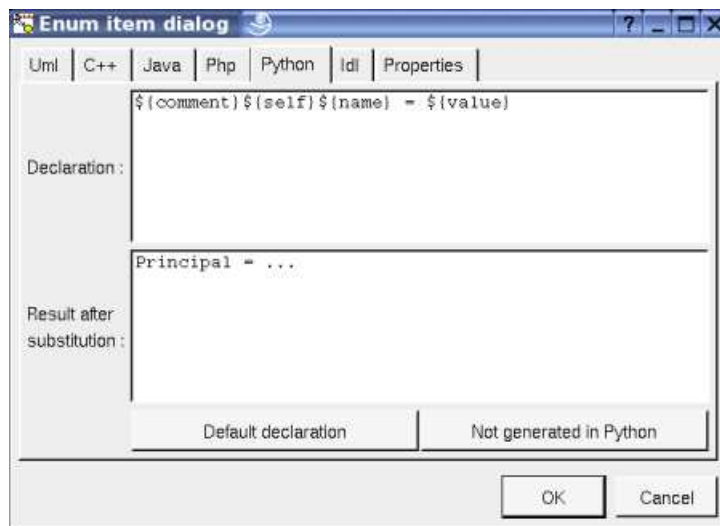 Enum item dialog
Uml C++ Java Php Python Idl Properties
Declaration :
${comment}${self}${name} = ${value}
Result after
substitution :
Principal = ...
Default declaration Not generated in Python
OK Cancel